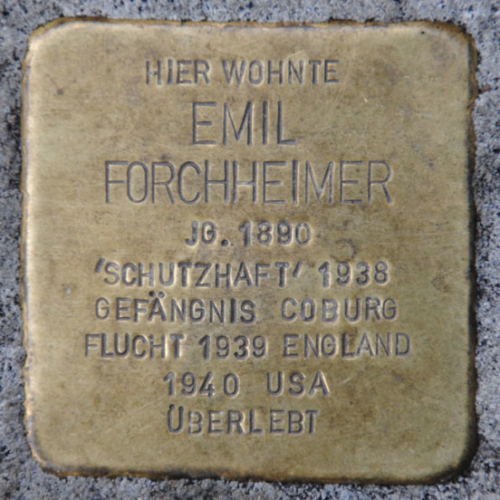 HIER WOHNTE
EMIL
FORCHHEIMER
JG. 1890
'SCHUTZHAFT' 1938
GEFÄNGNIS COBURG
FLUCHT 1939 ENGLAND
1940 USA
ÜBERLEBT